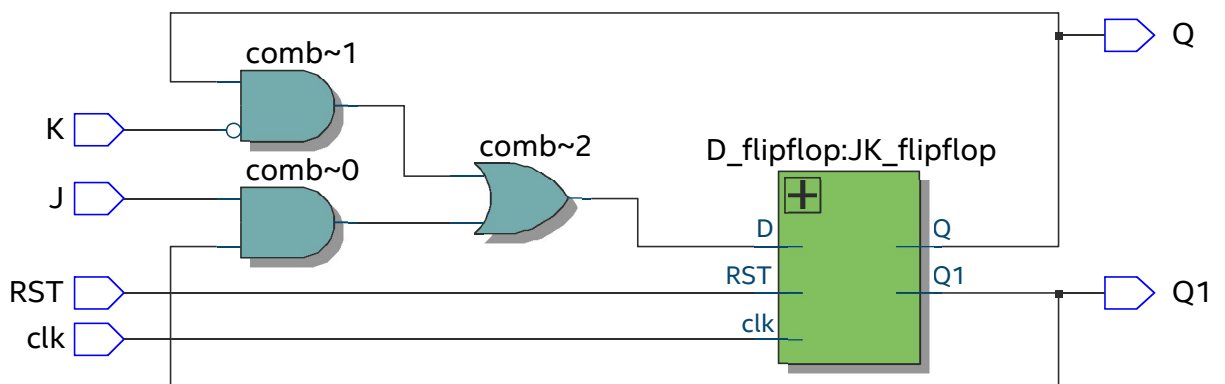 comb~1
Q
K
comb~2
D_flipflop:JK_flipflop
comb~0
J
D
Q
RST
RST
Q1
Q1
clk
clk